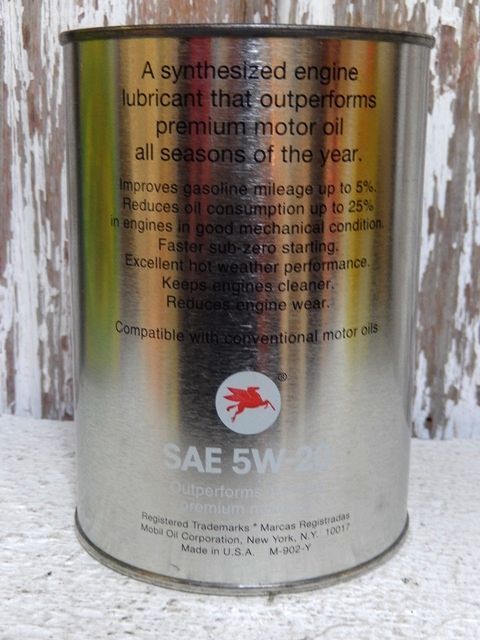 A synthesized engine
lubricant that outperforms
premium motor oil
all seasons of the year.
Improves gasoline mileage up to 5%.
Reduces oil consumption up to 25%
in engines in good mechanical condition.
Faster sub-zero starting.
Excellent hot weather performance.
Keeps engines cleaner.
Reduces engine wear.
Compatible with conventional motor oils
®
SAE 5W-20
Outperforms
premium
Registered Trademarks * Marcas Registradas
Mobil Oil Corporation, New York, N.Y. 10017
Made in U.S.A. M-902-Y